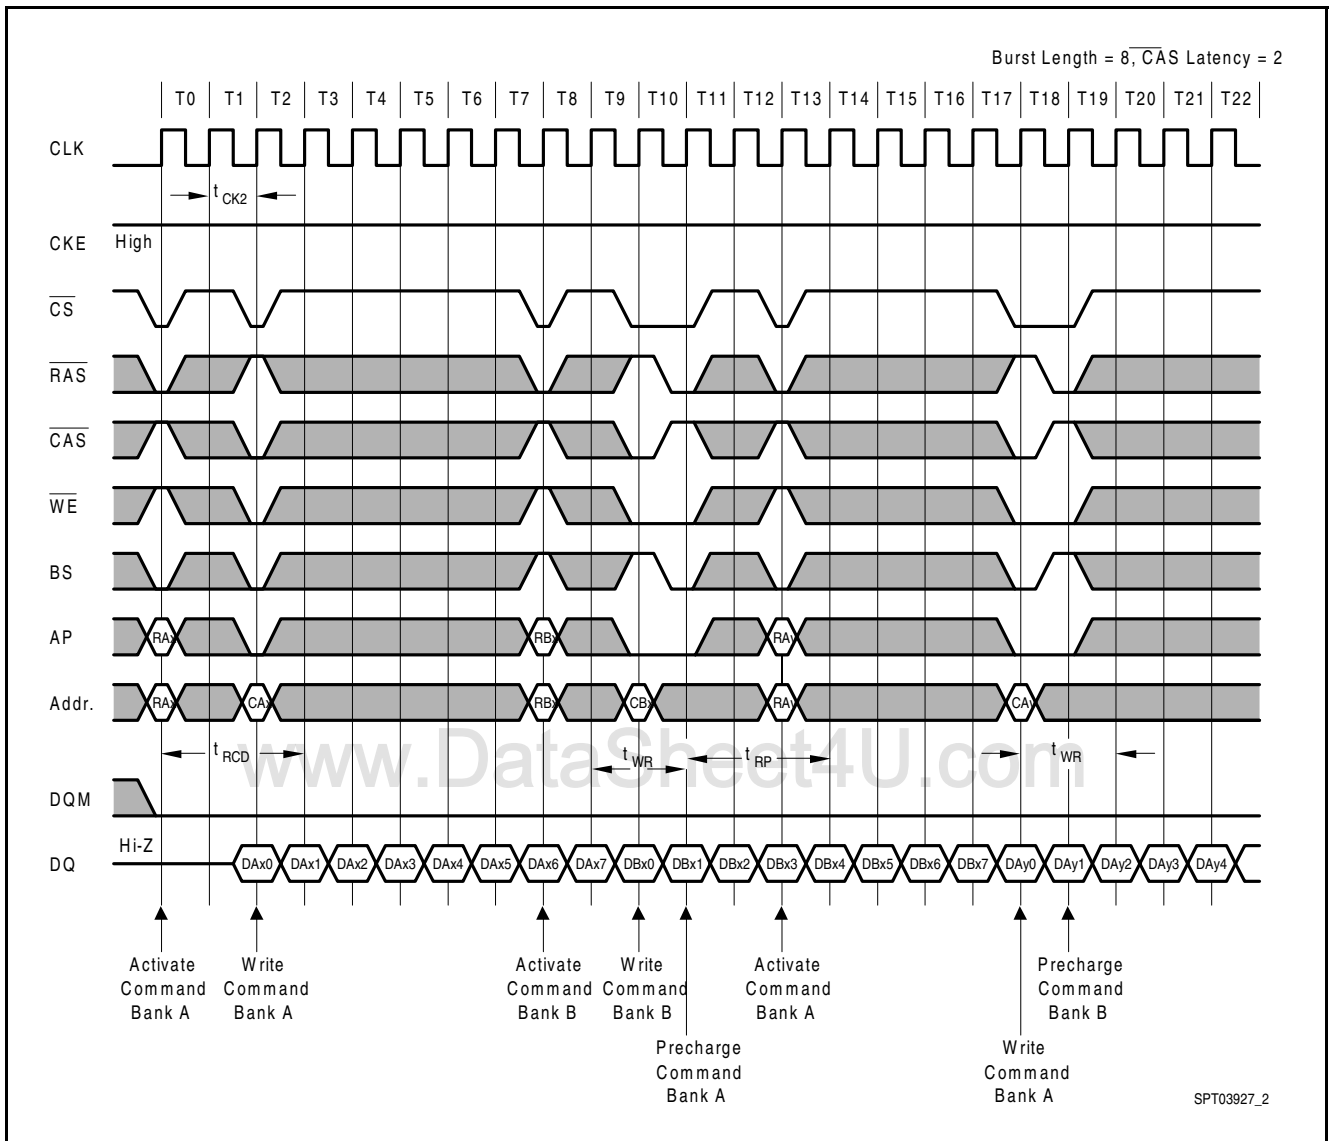 Burst Length = 8, CAS Latency = 2
T0 T1 T2 T3 T4 T5 T6 T7 T8 T9 T10 T11 T12 T13 T14 T15 T16 T17 T18 T19 T20 T21 T22
CLK
t CK2
CKE High
CS
RAS
CAS
WE
BS
AP RAx RBx RAy
Addr. RAx CAx RBx CBx RAy CAy
t RCD t WR t RP t WR
www.DataSheet4U.com
DQM
Hi-Z
DQ DAx0 DAx1 DAx2 DAx3 DAx4 DAx5 DAx6 DAx7 DBx0 DBx1 DBx2 DBx3 DBx4 DBx5 DBx6 DBx7 DAy0 DAy1 DAy2 DAy3 DAy4
Activate Command Bank A
Write Command Bank A
Activate Command Bank B
Write Command Bank B
Precharge Command Bank A
Activate Command Bank A
Write Command Bank A
Precharge Command Bank B
SPT03927_2